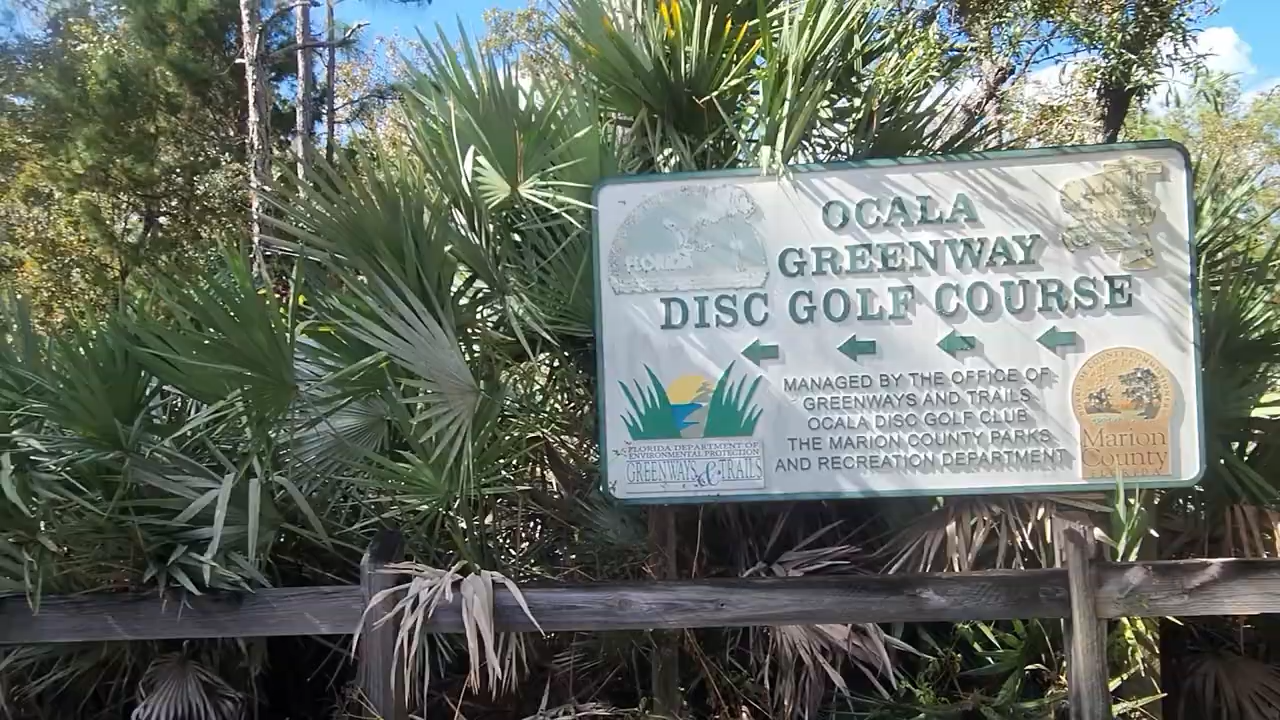 OCALA
GREENWAY
DISC GOLF COURSE
FLORIDA
MANAGED BY THE OFFICE OF
GREENWAYS AND TRAILS
OCALA DISC GOLF CLUB
THE MARION COUNTY PARKS
AND RECREATION DEPARTMENT
FLORIDA DEPARTMENT OF
ENVIRONMENTAL PROTECTION
GREENWAYS & TRAILS
Marion
County
FLORIDA